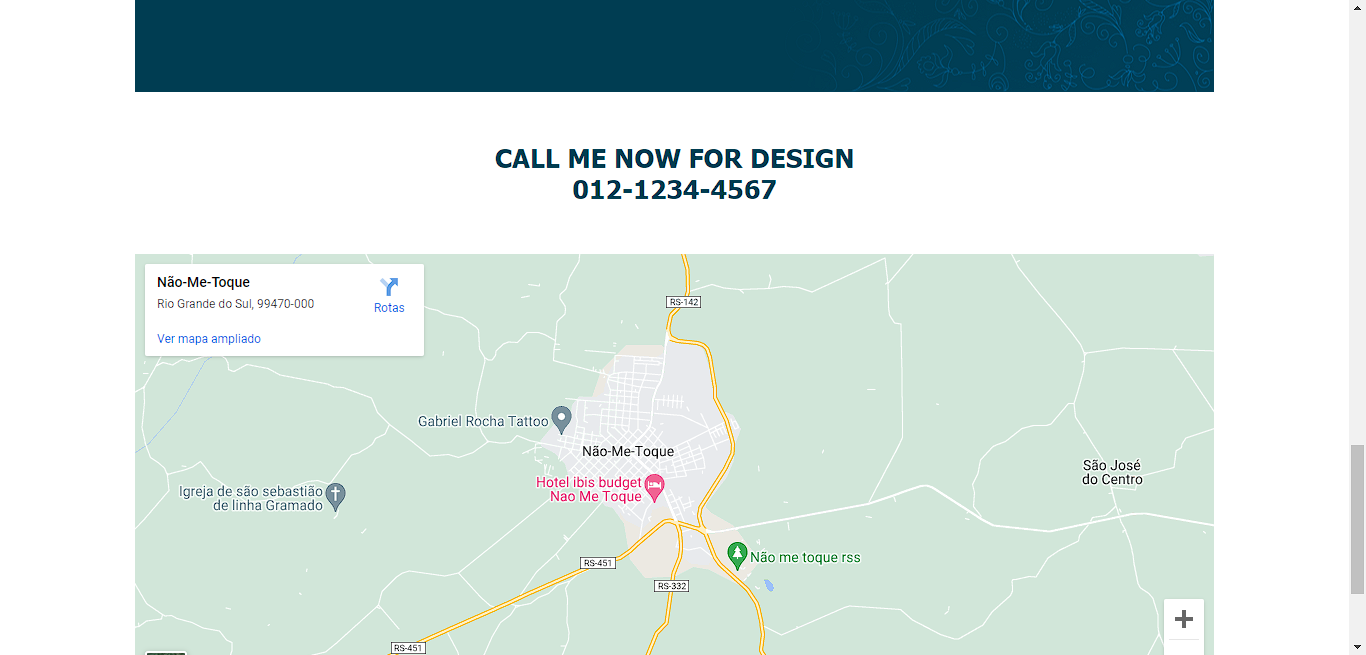 CALL ME NOW FOR DESIGN
012-1234-4567
Não-Me-Toque
Rio Grande do Sul, 99470-000
Rotas
Ver mapa ampliado
RS-142
Gabriel Rocha Tattoo
Não-Me-Toque
São José
do Centro
Hotel ibis budget
Nao Me Toque
Igreja de são sebastião
de linha Gramado
Não me toque rss
RS-451
RS-332
RS-451